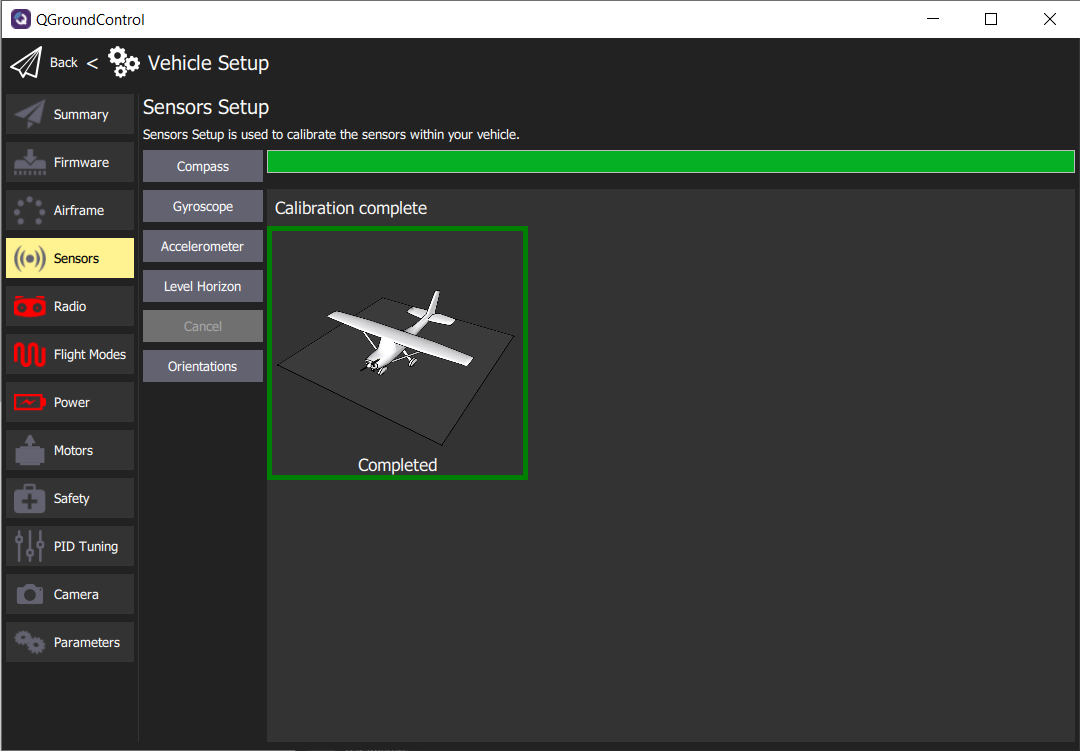 QGroundControl
Back < Vehicle Setup
Summary
Firmware
Airframe
Sensors
Radio
Flight Modes
Power
Motors
Safety
PID Tuning
Camera
Parameters
Sensors Setup
Sensors Setup is used to calibrate the sensors within your vehicle.
Compass
Gyroscope
Accelerometer
Level Horizon
Cancel
Orientations
Calibration complete
Completed